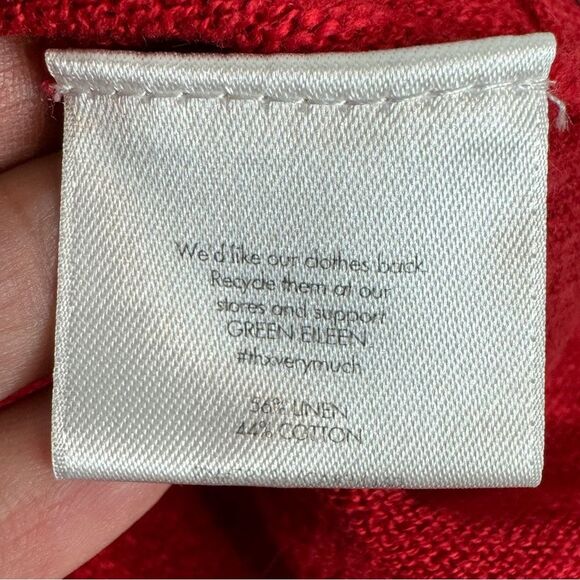 We'd like our clothes back.
Recycle them at our
stores and support
GREEN EILEEN
#thxverymuch
56% LINEN
44% COTTON